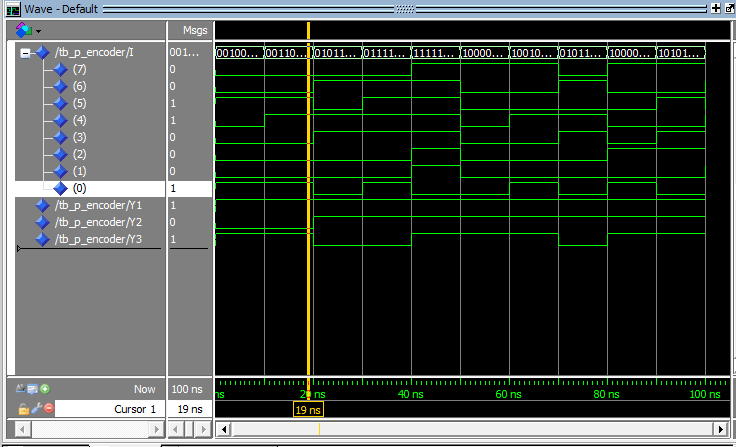 Wave - Default
Msgs
/tb_p_encoder/I 001... 00100... 00110... 01011... 01111... 11111... 10000... 10010... 01011... 10000... 10101...
(7) 0
(6) 0
(5) 1
(4) 1
(3) 0
(2) 0
(1) 0
(0) 1
/tb_p_encoder/Y1 1
/tb_p_encoder/Y2 0
/tb_p_encoder/Y3 1
Now 100 ns ns 20 ns 40 ns 60 ns 80 ns 100 ns
Cursor 1 19 ns 19 ns